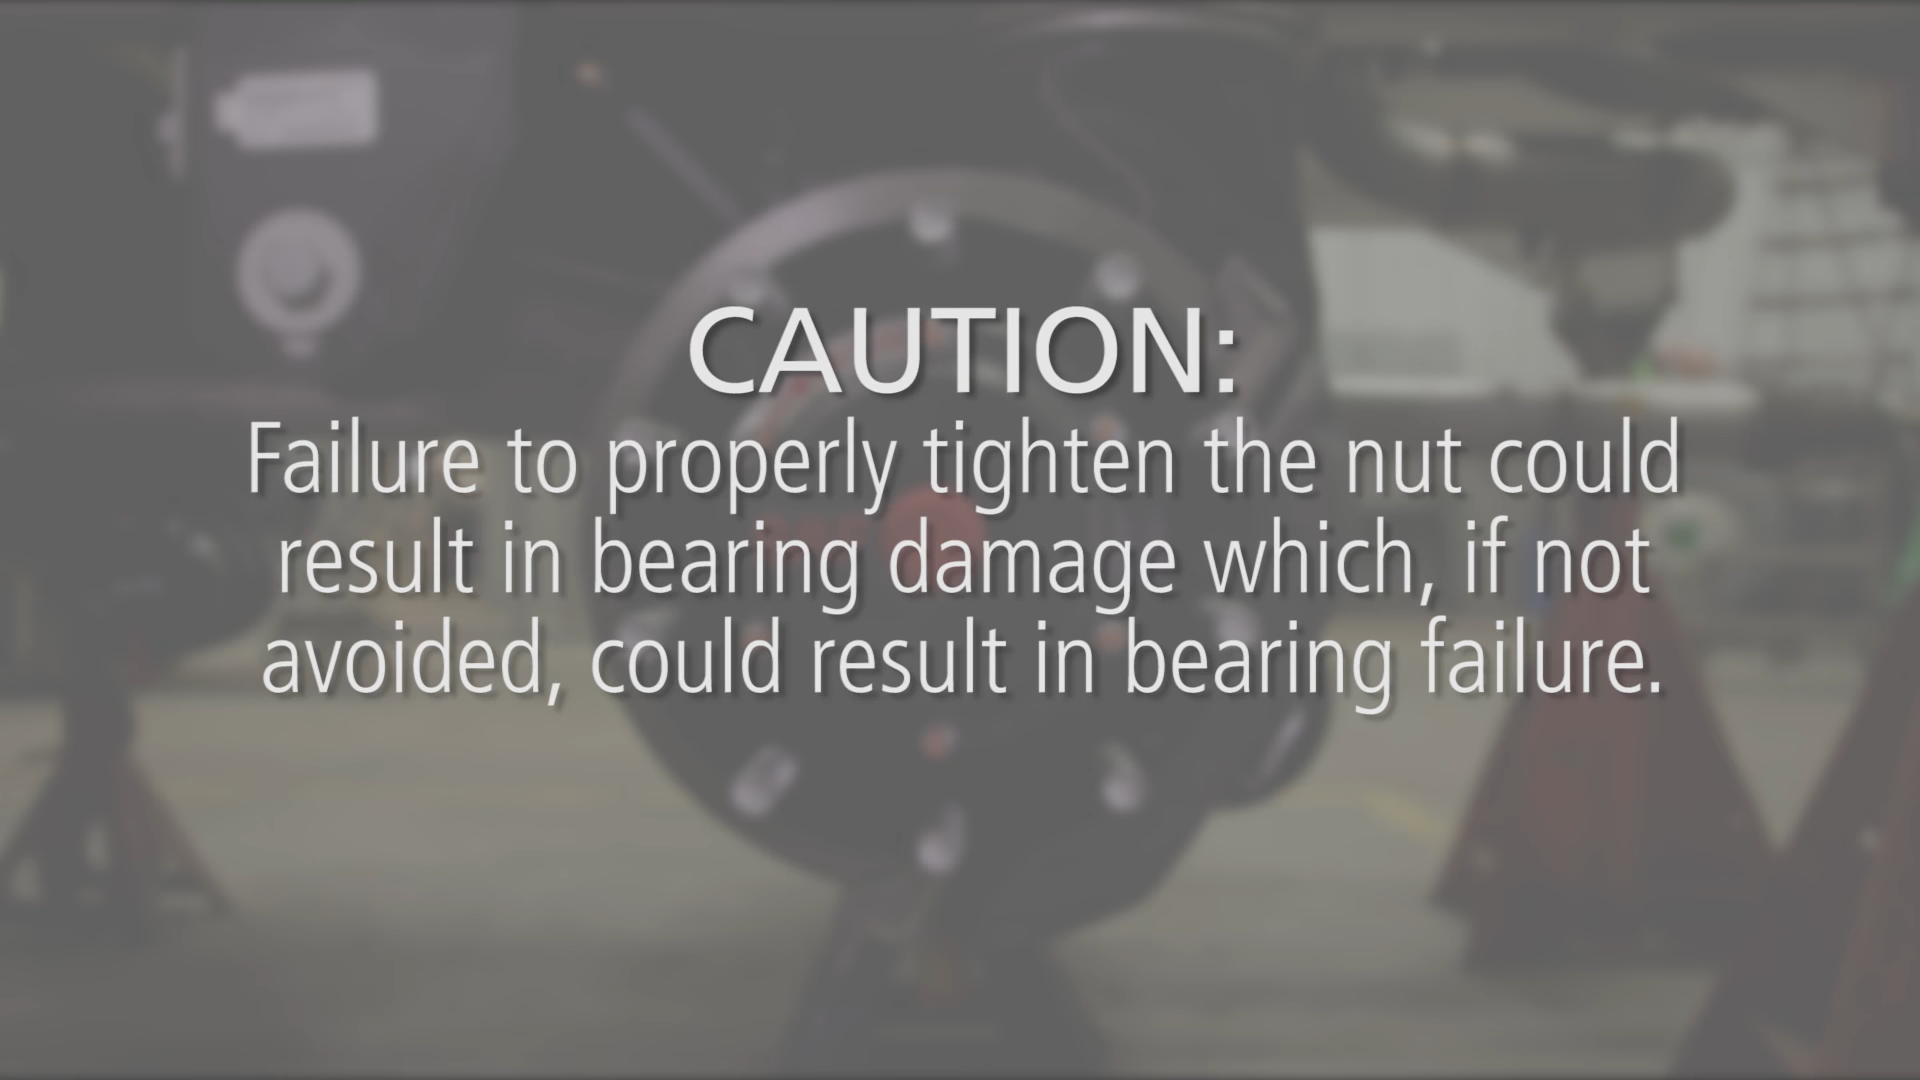 CAUTION:
Failure to properly tighten the nut could
result in bearing damage which, if not
avoided, could result in bearing failure.